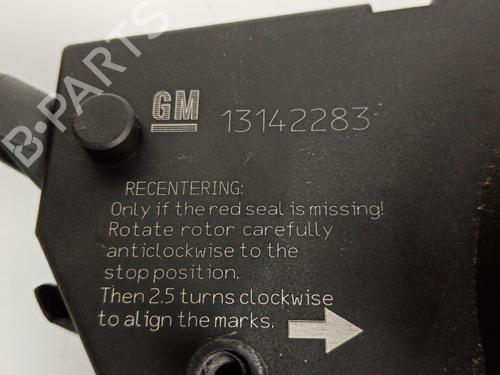 B-PARTS
GM 13142283
RECENTERING:
Only if the red seal is missing!
Rotate rotor carefully
anticlockwise to the
stop position.
Then 2.5 turns clockwise
to align the marks.